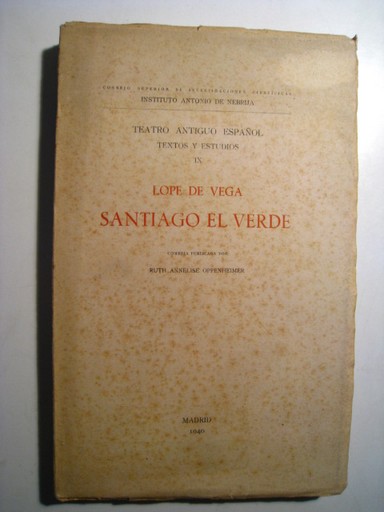 CONSEJO SUPERIOR DE INVESTIGACIONES CIENTIFICAS
INSTITUTO ANTONIO DE NEBRIJA
TEATRO ANTIGUO ESPAÑOL
TEXTOS Y ESTUDIOS
IX
LOPE DE VEGA
SANTIAGO EL VERDE
COMEDIA PUBLICADA POR
RUTH ANNELISE OPPENHEIMER
MADRID
1940